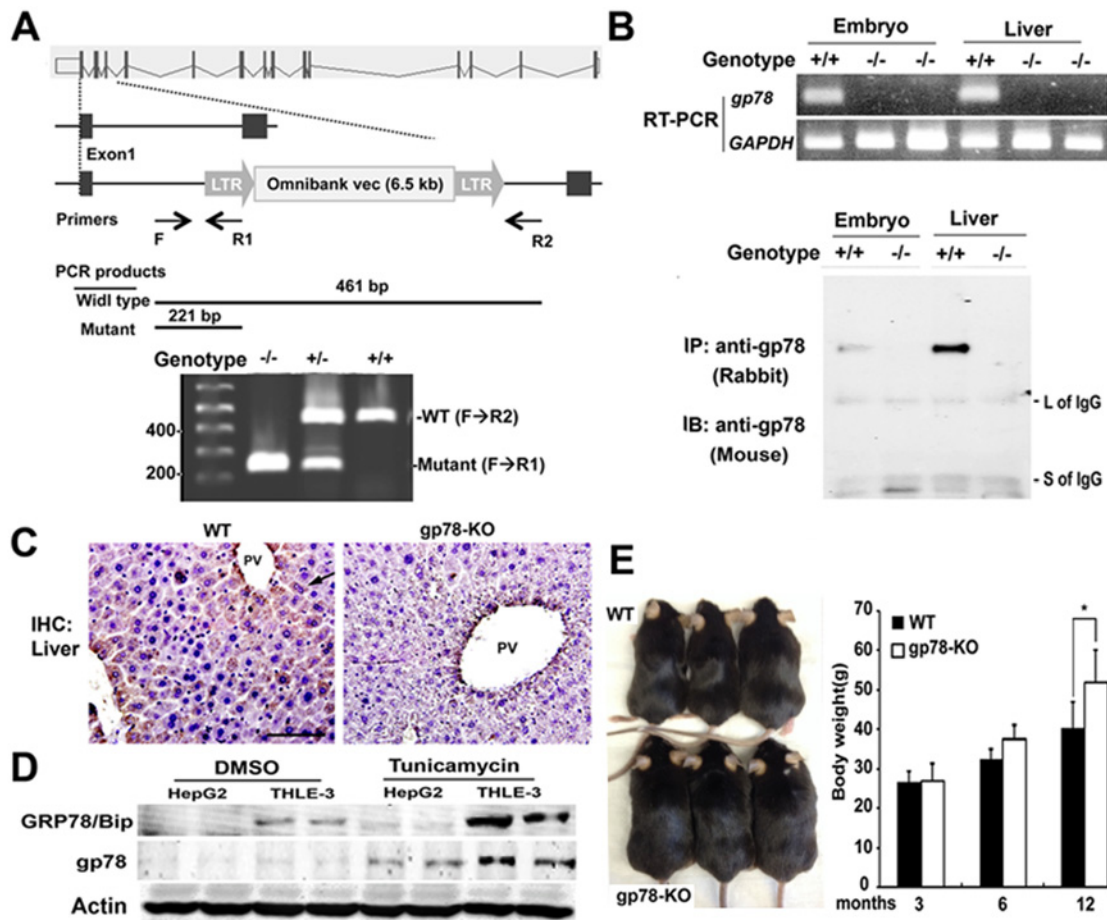 A
Exon1
LTR
Omnibank vec (6.5 kb)
LTR
Primers
F
R1
R2
PCR products
Widl type
461 bp
Mutant
221 bp
Genotype -/- +/- +/+
400-
200-
-WT (F→R2)
-Mutant (F→R1)
B
Embryo Liver
Genotype +/+ -/- -/- +/+ -/- -/-
RT-PCR
gp78
GAPDH
Embryo Liver
Genotype +/+ -/- +/+ -/-
IP: anti-gp78
(Rabbit)
IB: anti-gp78
(Mouse)
- L of IgG
- S of IgG
C
WT gp78-KO
IHC:
Liver
PV
PV
D
DMSO Tunicamycin
HepG2 THLE-3 HepG2 THLE-3
GRP78/Bip
gp78
Actin
E
WT
gp78-KO
Body weight(g)
70
60
50
40
30
20
10
0
WT
gp78-KO
*
months 3 6 12